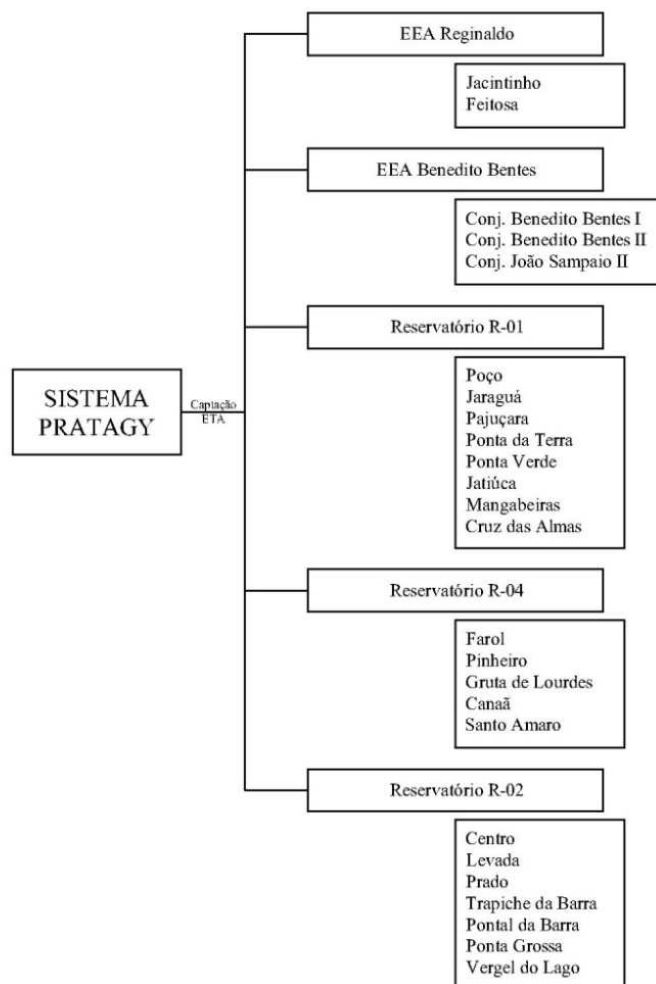 EEA Reginaldo
Jacintinho
Feitosa
EEA Benedito Bentes
Conj. Benedito Bentes I
Conj. Benedito Bentes II
Conj. João Sampaio II
Reservatório R-01
Poço
Jaraguá
Pajuçara
Ponta da Terra
Ponta Verde
Jatiúca
Mangabeiras
Cruz das Almas
SISTEMA
PRATAGY
Captação
ETA
Reservatório R-04
Farol
Pinheiro
Gruta de Lourdes
Canaã
Santo Amaro
Reservatório R-02
Centro
Levada
Prado
Trapiche da Barra
Pontal da Barra
Ponta Grossa
Vergel do Lago